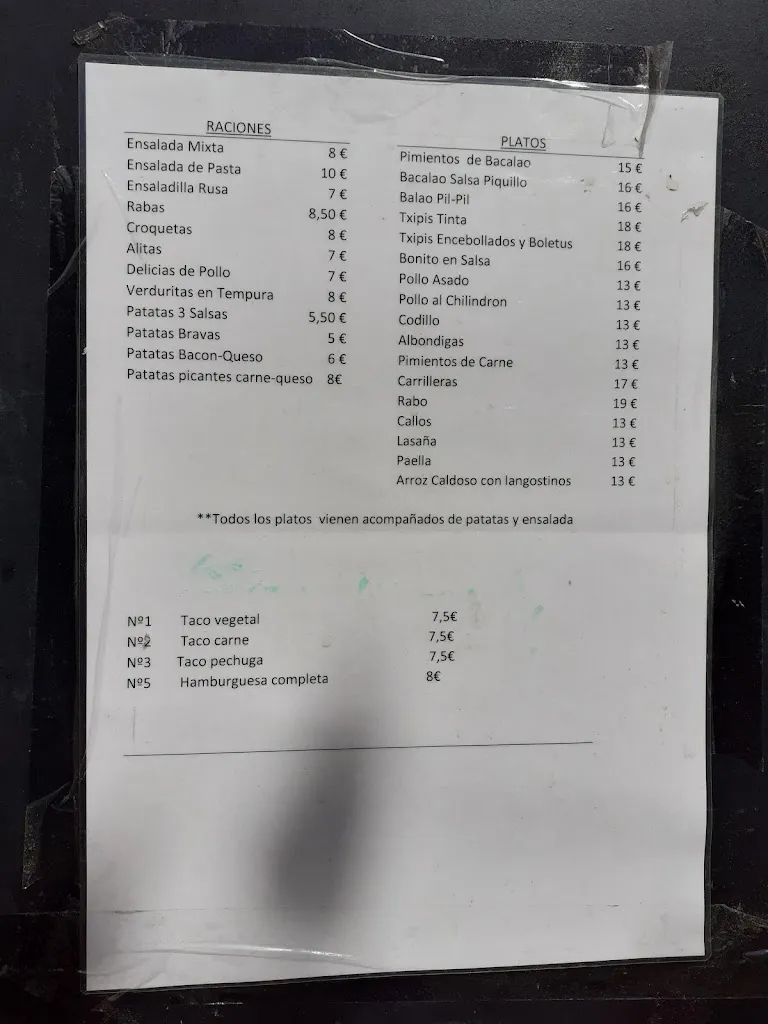 RACIONES
Ensalada Mixta 8 €
Ensalada de Pasta 10 €
Ensaladilla Rusa 7 €
Rabas 8,50 €
Croquetas 8 €
Alitas 7 €
Delicias de Pollo 7 €
Verduritas en Tempura 8 €
Patatas 3 Salsas 5,50 €
Patatas Bravas 5 €
Patatas Bacon-Queso 6 €
Patatas picantes carne-queso 8€
PLATOS
Pimientos de Bacalao 15 €
Bacalao Salsa Piquillo 16 €
Balao Pil-Pil 16 €
Txipis Tinta 18 €
Txipis Encebollados y Boletus 18 €
Bonito en Salsa 16 €
Pollo Asado 13 €
Pollo al Chilindron 13 €
Codillo 13 €
Albondigas 13 €
Pimientos de Carne 13 €
Carrilleras 17 €
Rabo 19 €
Callos 13 €
Lasaña 13 €
Paella 13 €
Arroz Caldoso con langostinos 13 €
**Todos los platos vienen acompañados de patatas y ensalada
Nº1 Taco vegetal 7,5€
Nº2 Taco carne 7,5€
Nº3 Taco pechuga 7,5€
Nº5 Hamburguesa completa 8€